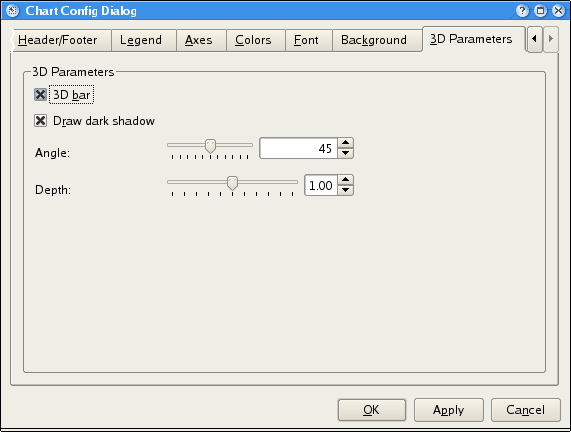 Chart Config Dialog
Header/Footer Legend Axes Colors Font Background 3D Parameters
3D Parameters
3D bar
Draw dark shadow
Angle: 45
Depth: 1.00
OK Apply Cancel